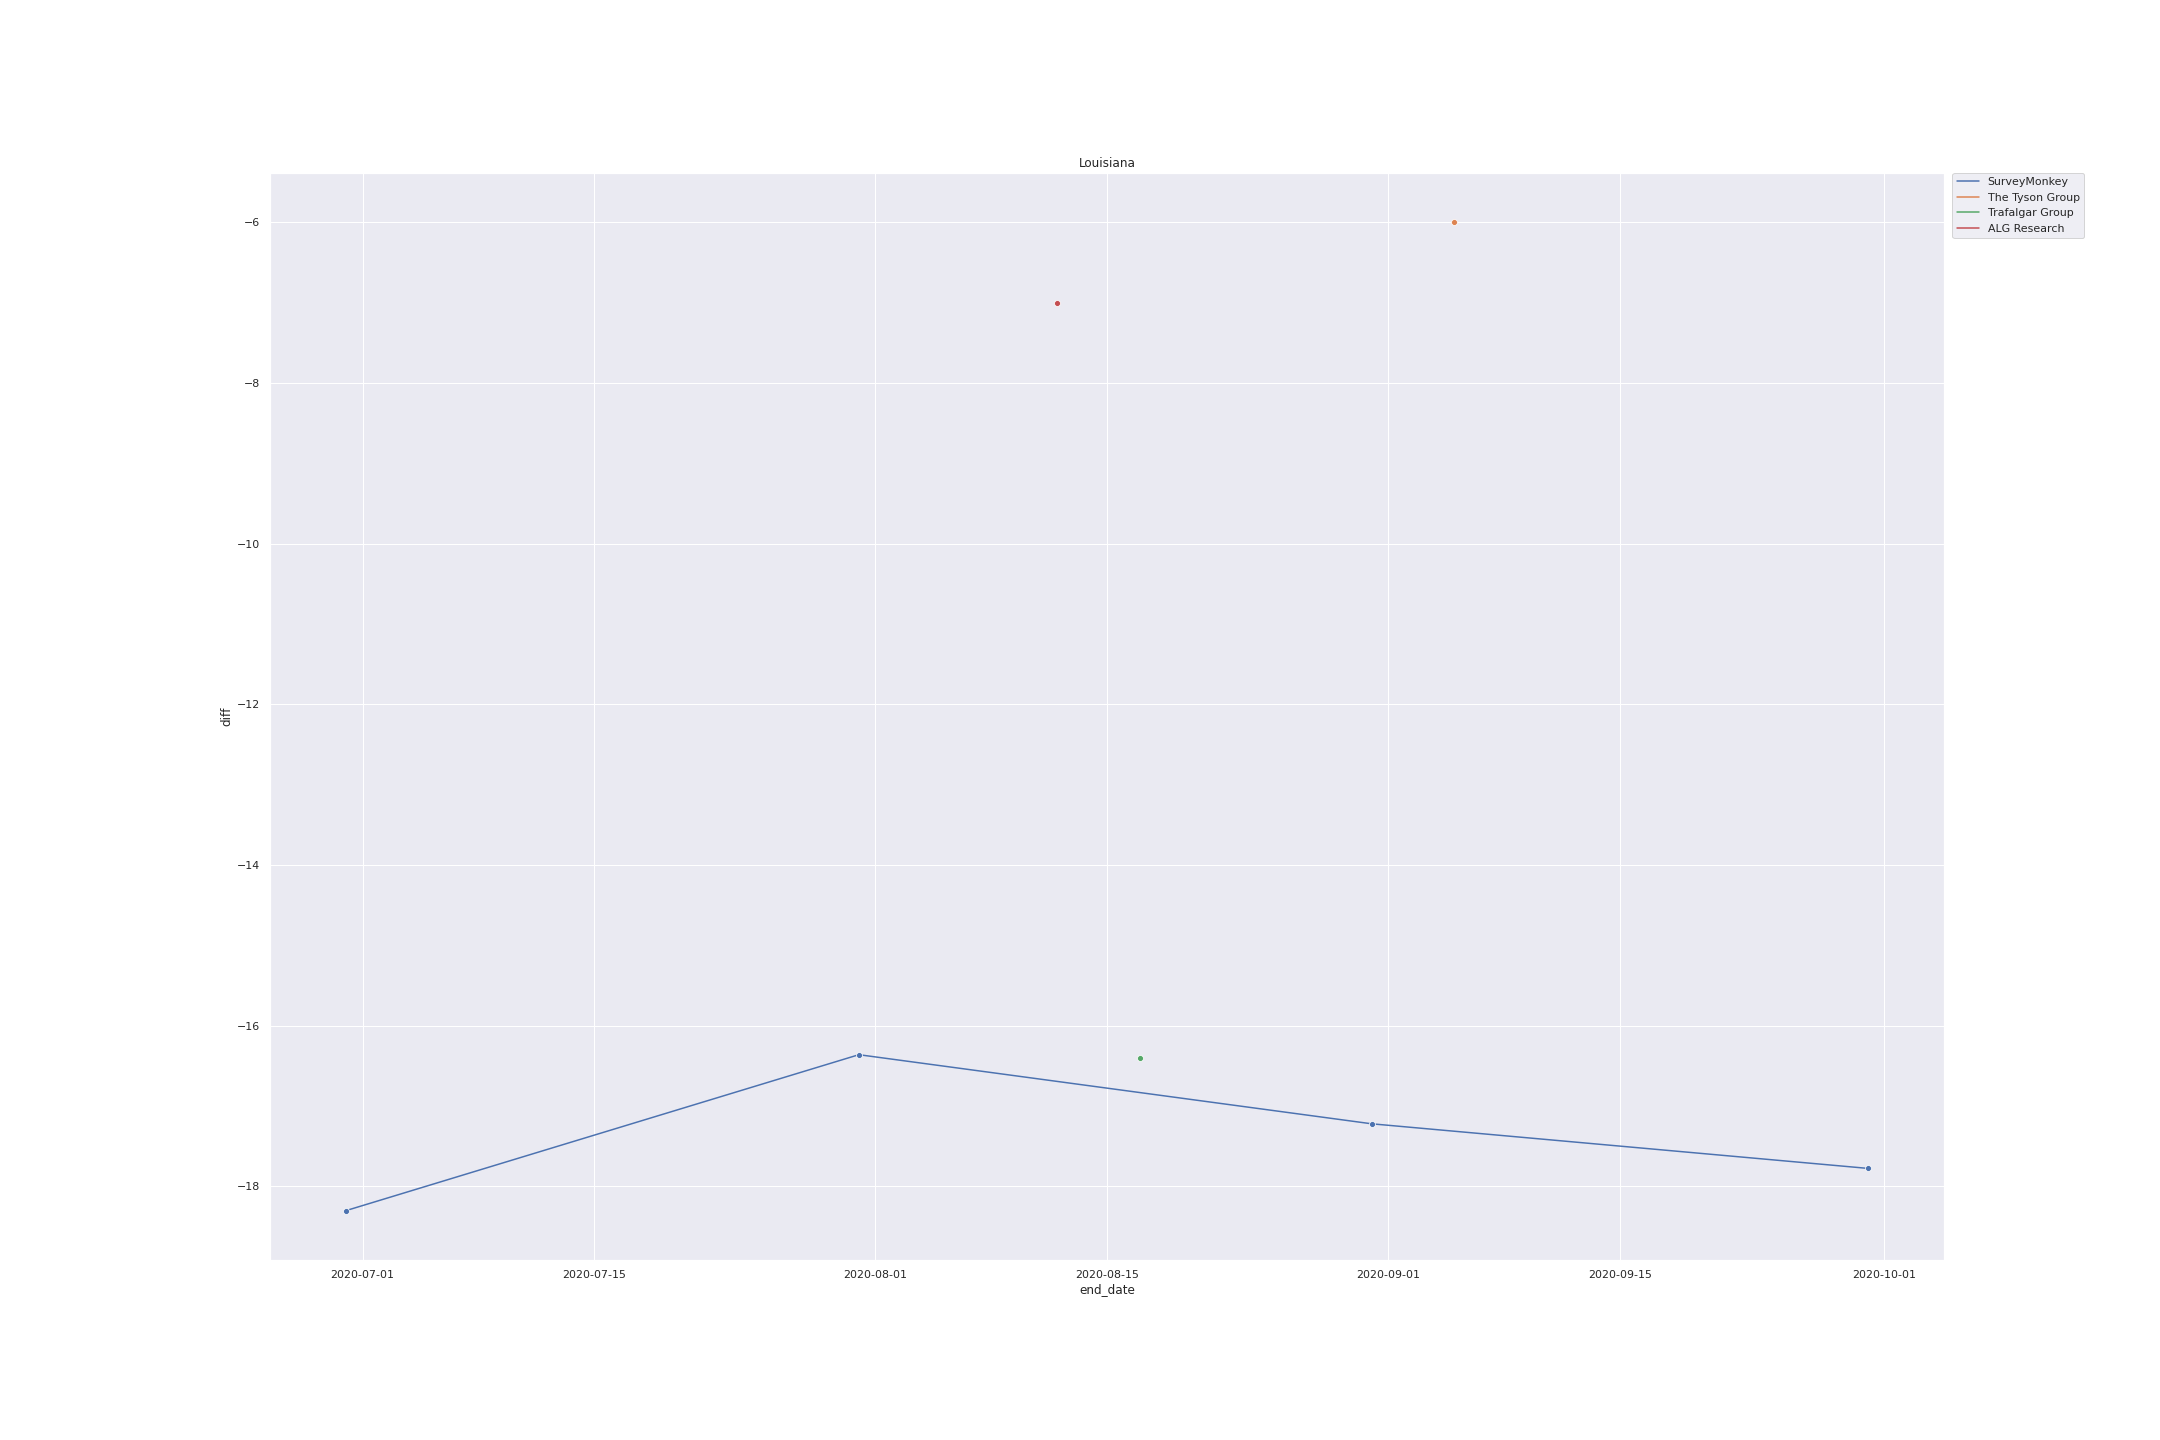 Louisiana
SurveyMonkey
The Tyson Group
Trafalgar Group
ALG Research
−6
−8
−10
−12
−14
−16
−18
diff
2020-07-01
2020-07-15
2020-08-01
2020-08-15
2020-09-01
2020-09-15
2020-10-01
end_date